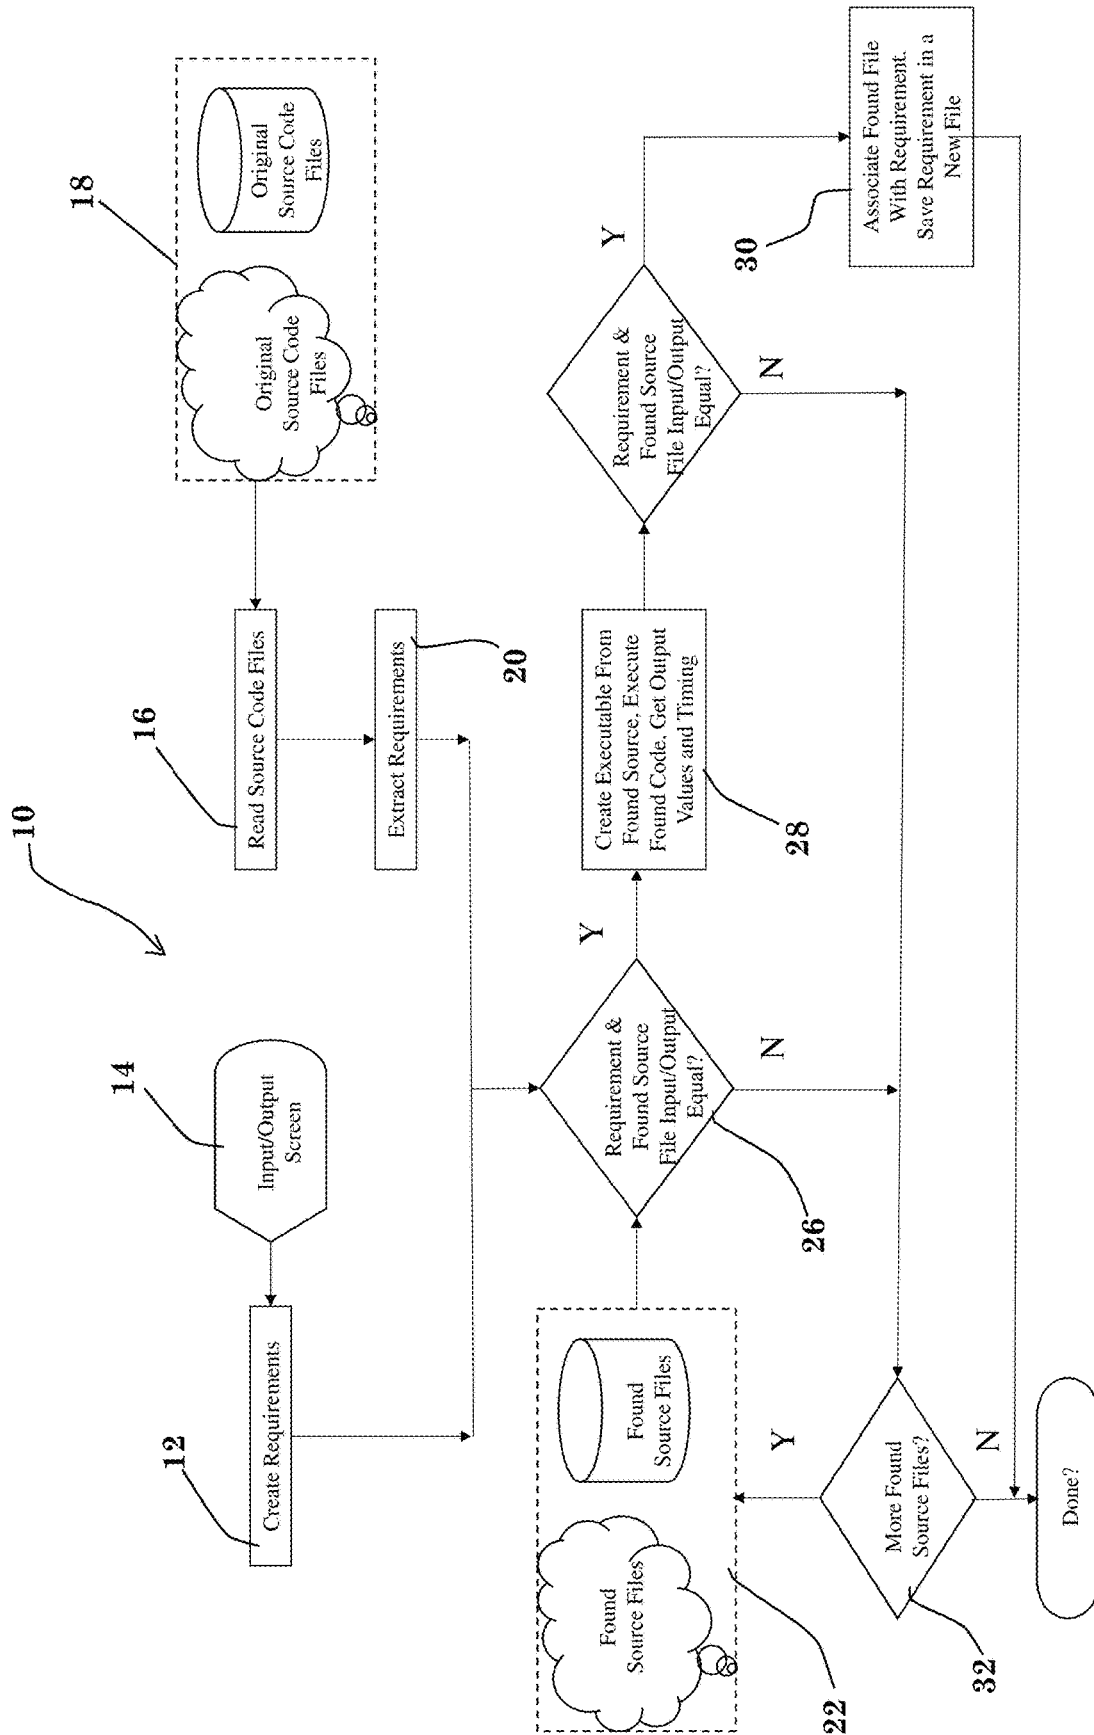 10
12
Create Requirements
14
Input/Output
Screen
16
Read Source Code Files
20
Extract Requirements
18
Original
Source Code
Files
Original
Source Code
Files
22
Found
Source Files
Found
Source Files
26
Requirement &
Found Source
File Input/Output
Equal?
Y
N
28
Create Executable From
Found Source, Execute
Found Code, Get Output
Values and Timing
Requirement &
Found Source
File Input/Output
Equal?
Y
N
30
Associate Found File
With Requirement.
Save Requirement in a
New File
32
More Found
Source Files?
Y
N
Done?